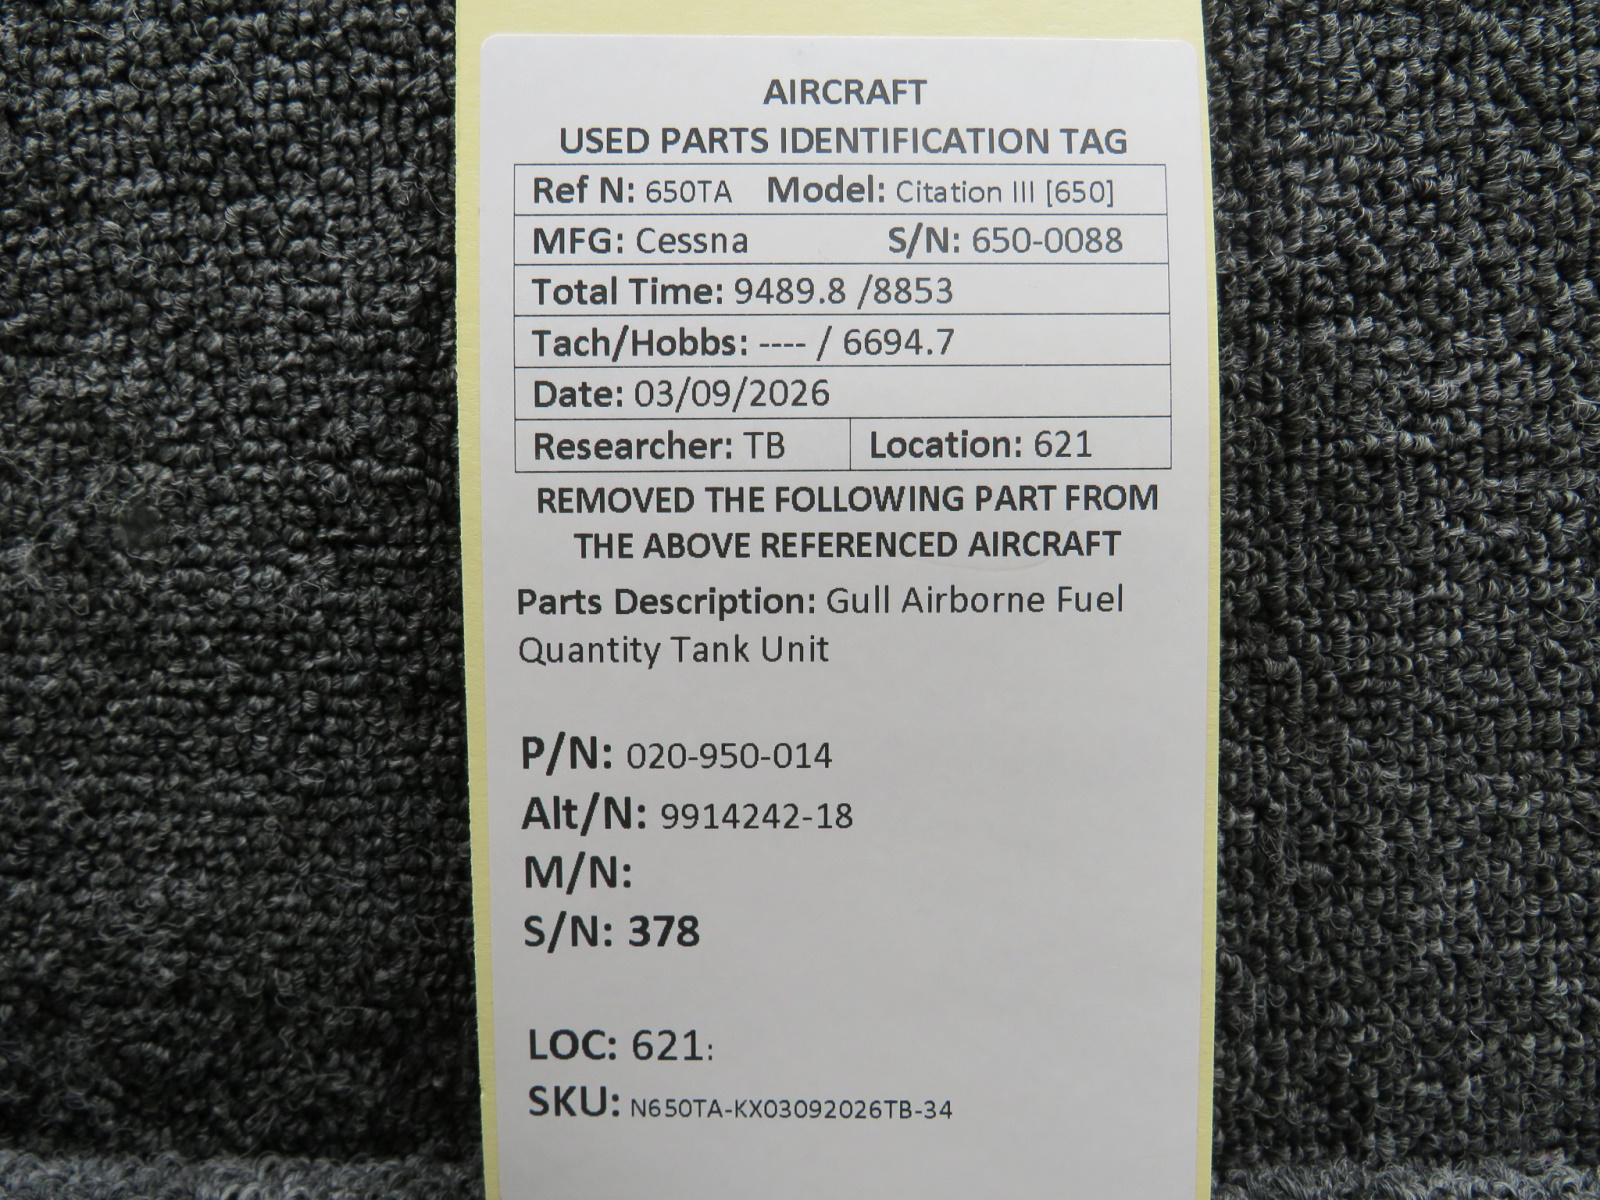 AIRCRAFT
USED PARTS IDENTIFICATION TAG
Ref N: 650TA Model: Citation III [650]
MFG: Cessna S/N: 650-0088
Total Time: 9489.8 /8853
Tach/Hobbs: ---- / 6694.7
Date: 03/09/2026
Researcher: TB Location: 621
REMOVED THE FOLLOWING PART FROM
THE ABOVE REFERENCED AIRCRAFT
Parts Description: Gull Airborne Fuel
Quantity Tank Unit
P/N: 020-950-014
Alt/N: 9914242-18
M/N:
S/N: 378
LOC: 621:
SKU: N650TA-KX03092026TB-34